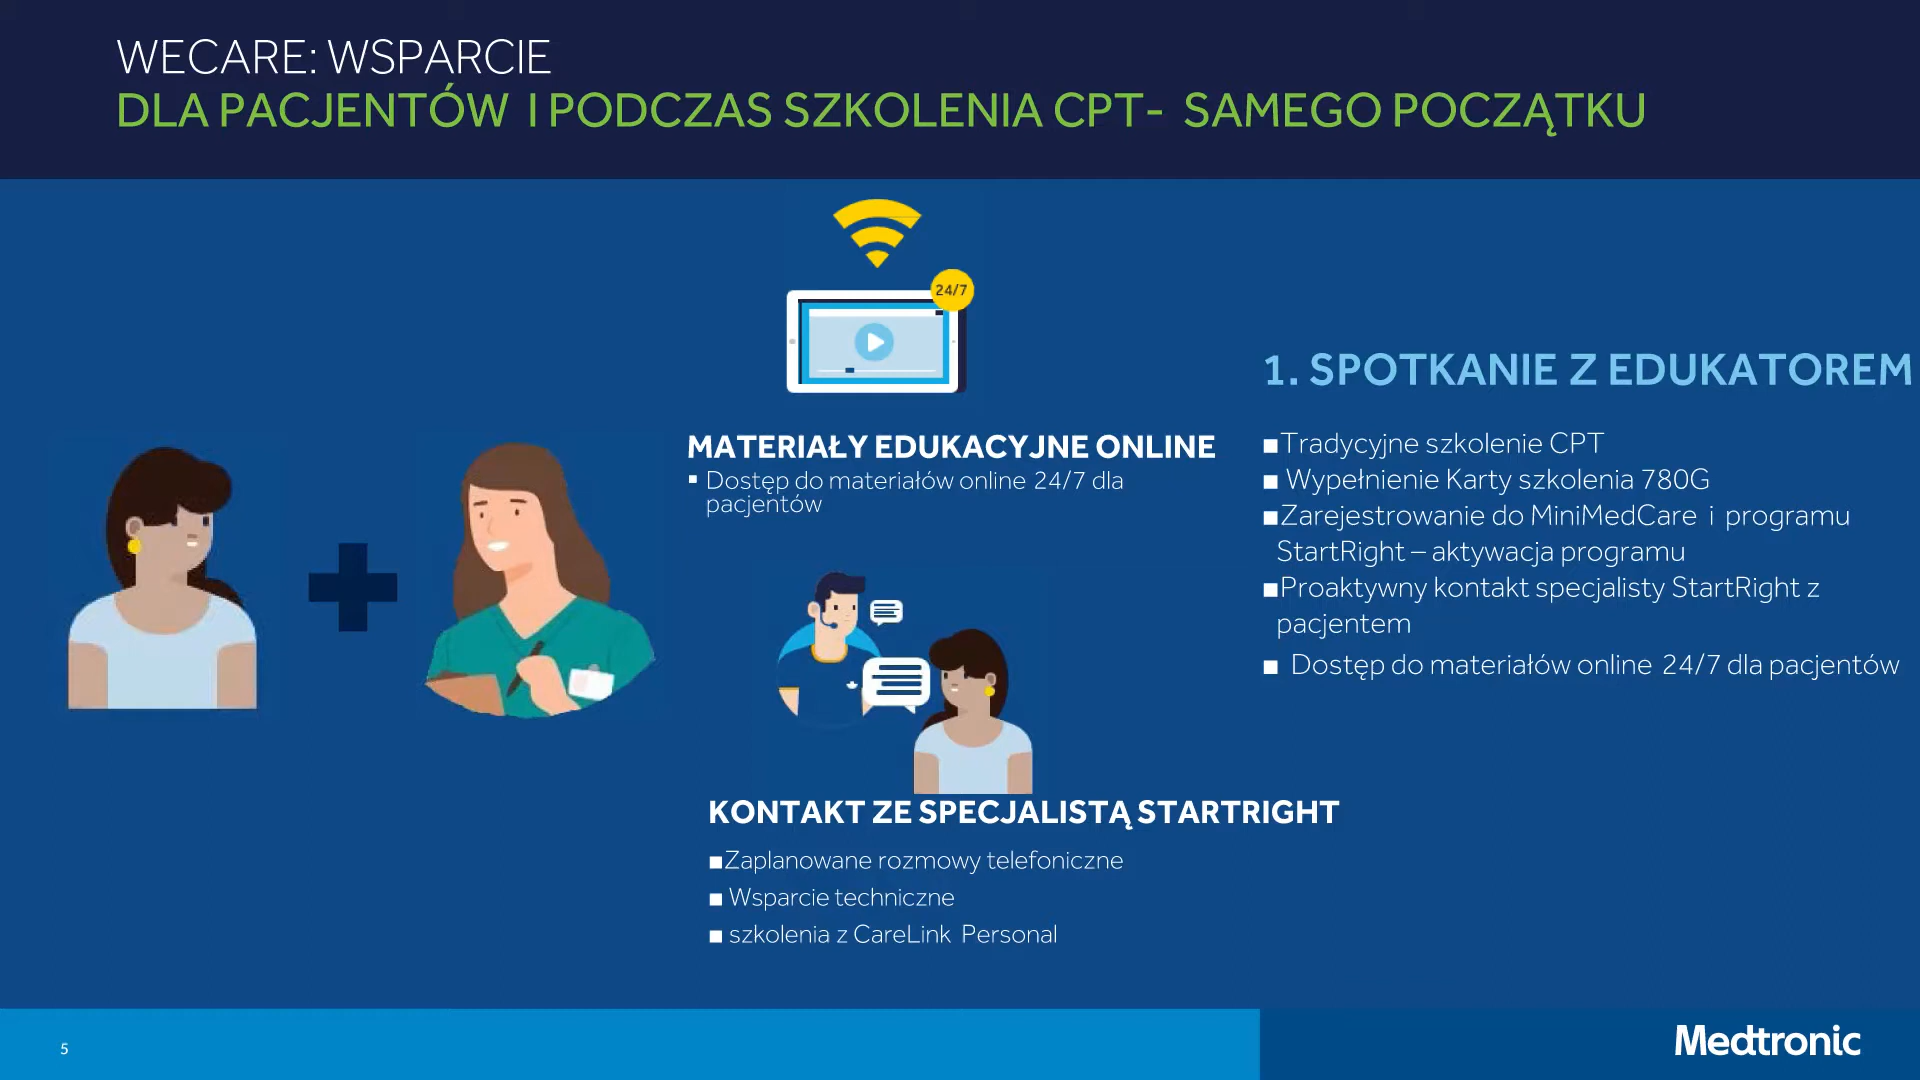 WECARE: WSPARCIE
DLA PACJENTÓW I PODCZAS SZKOLENIA CPT- SAMEGO POCZĄTKU
24/7
MATERIAŁY EDUKACYJNE ONLINE
▪ Dostęp do materiałów online 24/7 dla
pacjentów
KONTAKT ZE SPECJALISTĄ STARTRIGHT
■Zaplanowane rozmowy telefoniczne
■ Wsparcie techniczne
■ szkolenia z CareLink Personal
1. SPOTKANIE Z EDUKATOREM
■Tradycyjne szkolenie CPT
■ Wypełnienie Karty szkolenia 780G
■Zarejestrowanie do MiniMedCare i programu
StartRight – aktywacja programu
■Proaktywny kontakt specjalisty StartRight z
pacjentem
■ Dostęp do materiałów online 24/7 dla pacjentów
5
Medtronic